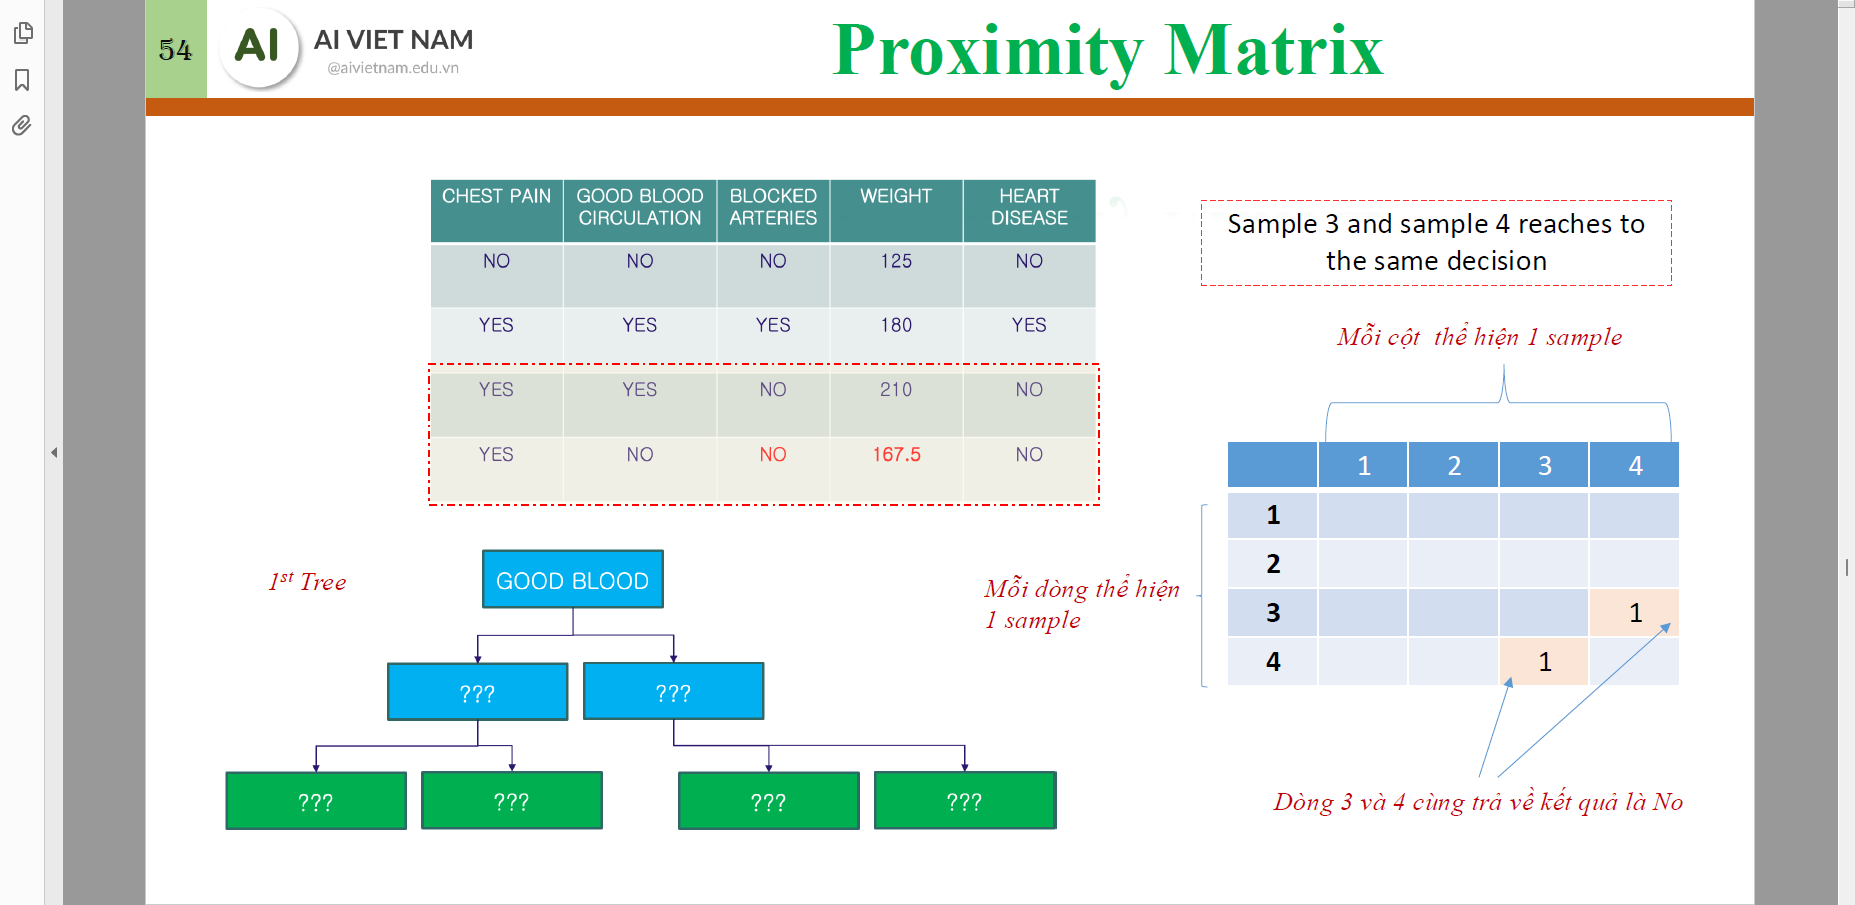 54
AI
AI VIET NAM
@aivietnam.edu.vn
Proximity Matrix
CHEST PAIN GOOD BLOOD CIRCULATION BLOCKED ARTERIES WEIGHT HEART DISEASE
NO NO NO 125 NO
YES YES YES 180 YES
YES YES NO 210 NO
YES NO NO 167.5 NO
Sample 3 and sample 4 reaches to
the same decision
Mỗi cột thể hiện 1 sample
1 2 3 4
1
2
3 1
4 1
Mỗi dòng thể hiện
1 sample
Dòng 3 và 4 cùng trả về kết quả là No
1st Tree
GOOD BLOOD
??? ???
??? ??? ??? ???